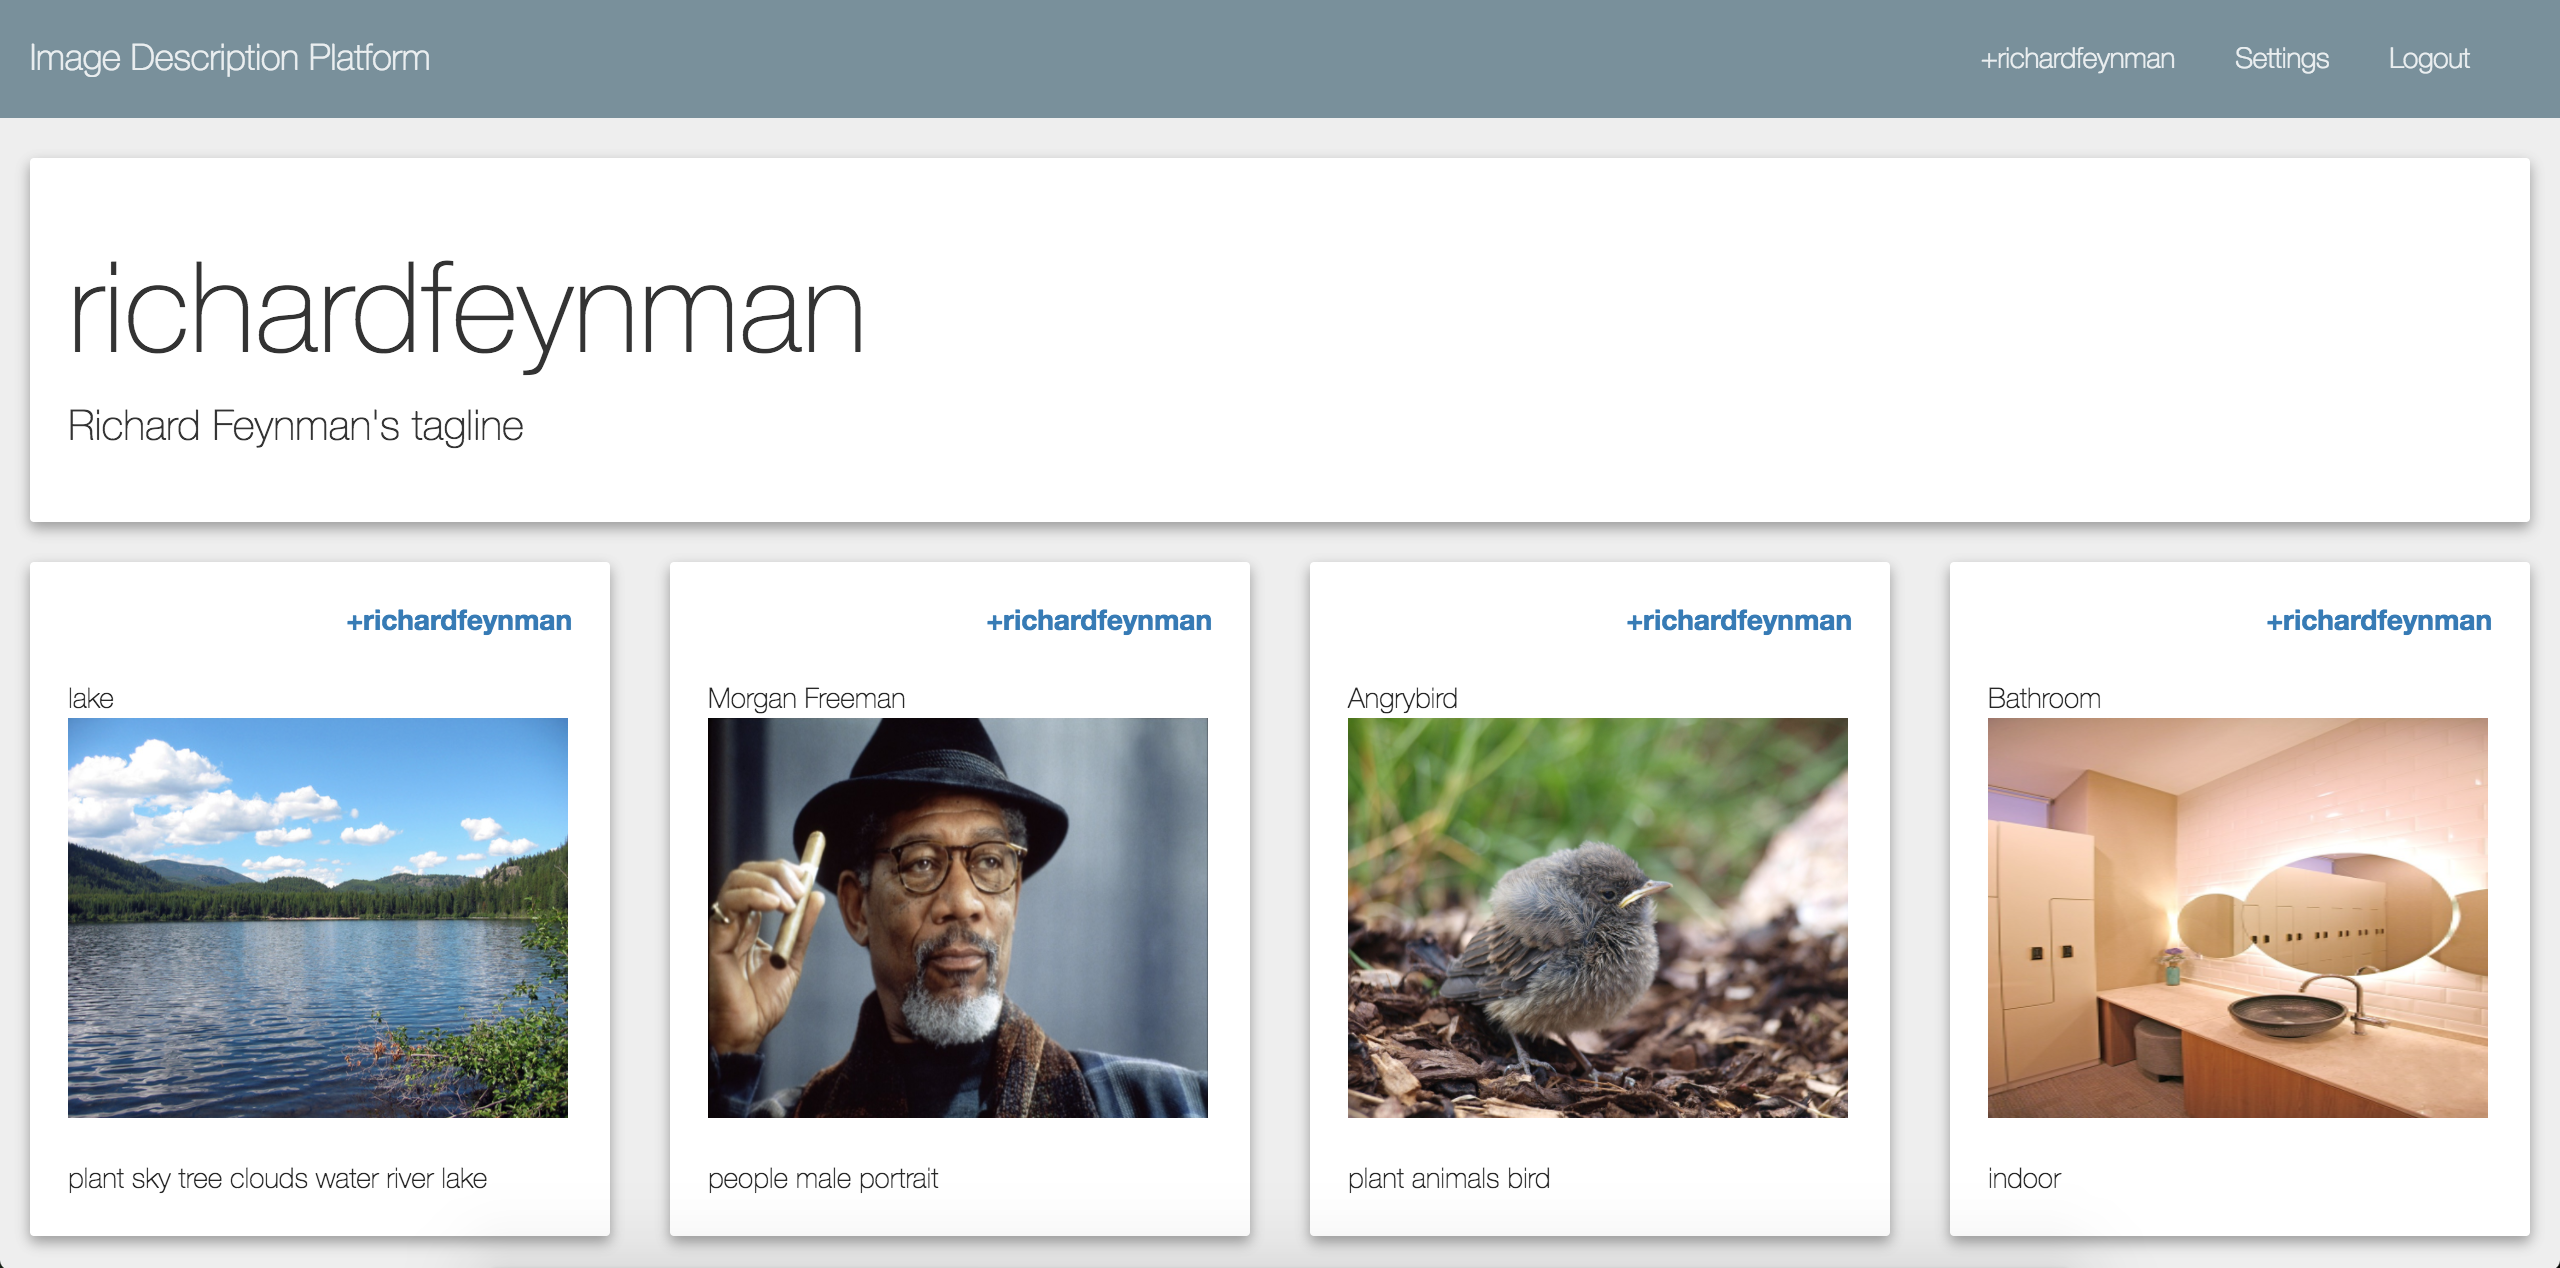 Image Description Platform
+richardfeynman Settings Logout
richardfeynman
Richard Feynman's tagline
+richardfeynman
lake
plant sky tree clouds water river lake
+richardfeynman
Morgan Freeman
people male portrait
+richardfeynman
Angrybird
plant animals bird
+richardfeynman
Bathroom
indoor